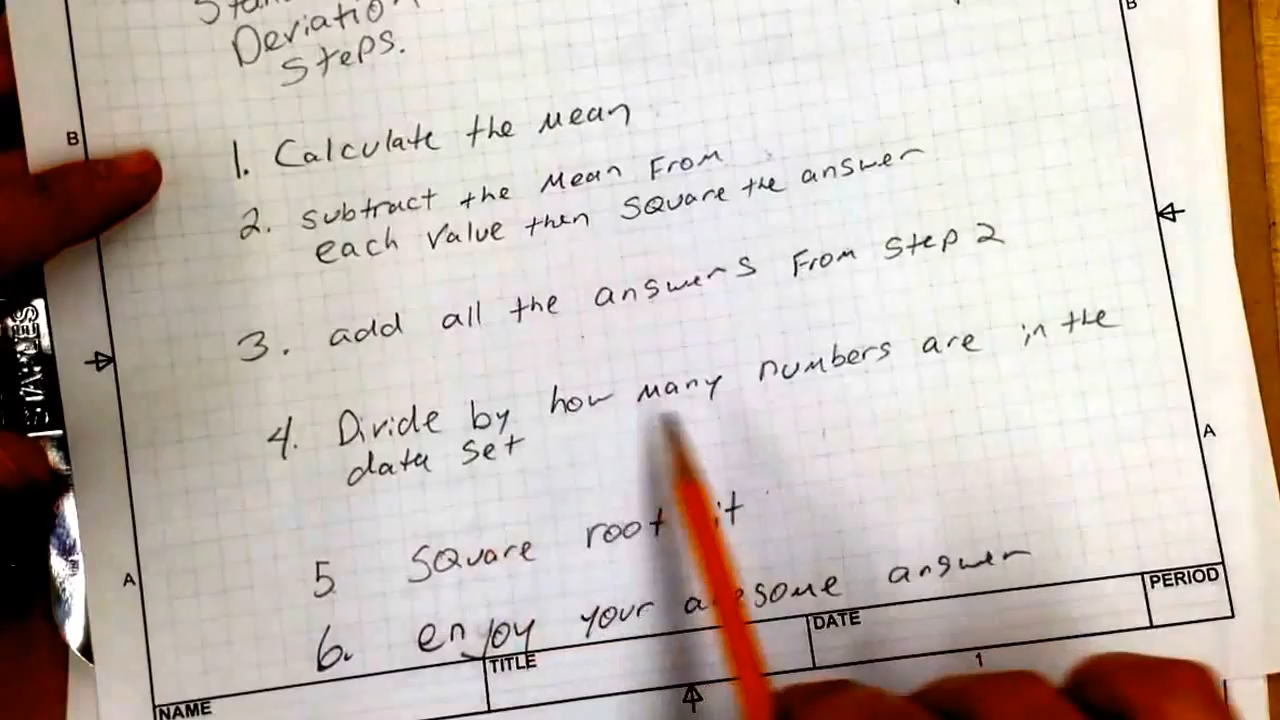 Deviation
Steps.
B
B
1. Calculate the Mean
2. subtract the Mean From
each Value then Square the answer
3. add all the answers From Step 2
4. Divide by how many numbers are in the
data set
A
A
5 Square root it
6. enjoy your awesome answer
NAME
TITLE
DATE
PERIOD
1